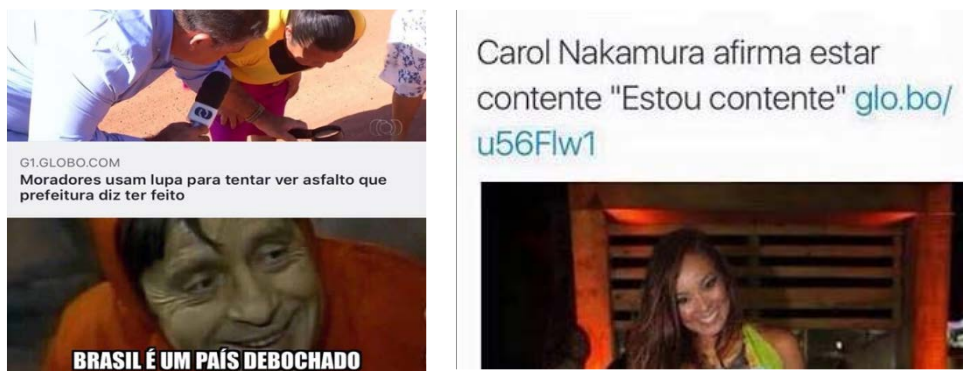 G1.GLOBO.COM
Moradores usam lupa para tentar ver asfalto que
prefeitura diz ter feito
BRASIL É UM PAÍS DEBOCHADO
Carol Nakamura afirma estar
contente "Estou contente" glo.bo/
u56Flw1